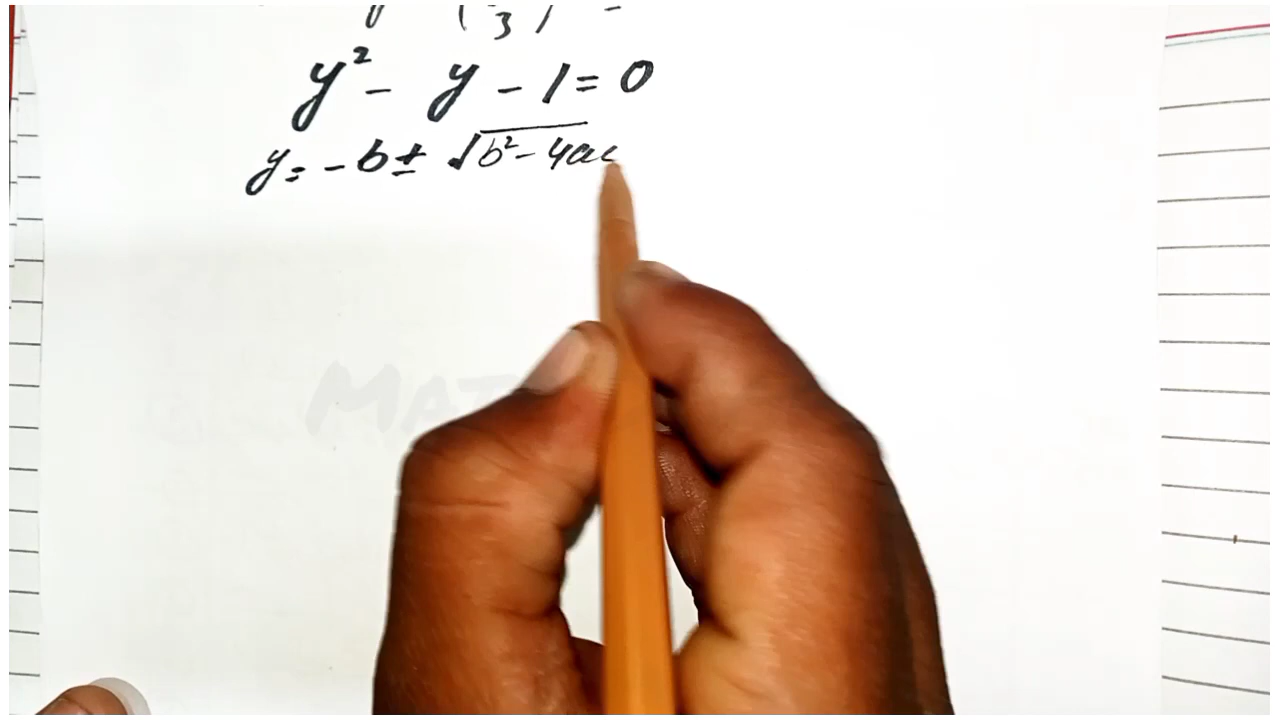 y² - y - 1 = 0
y = -b ± √b² - 4ac